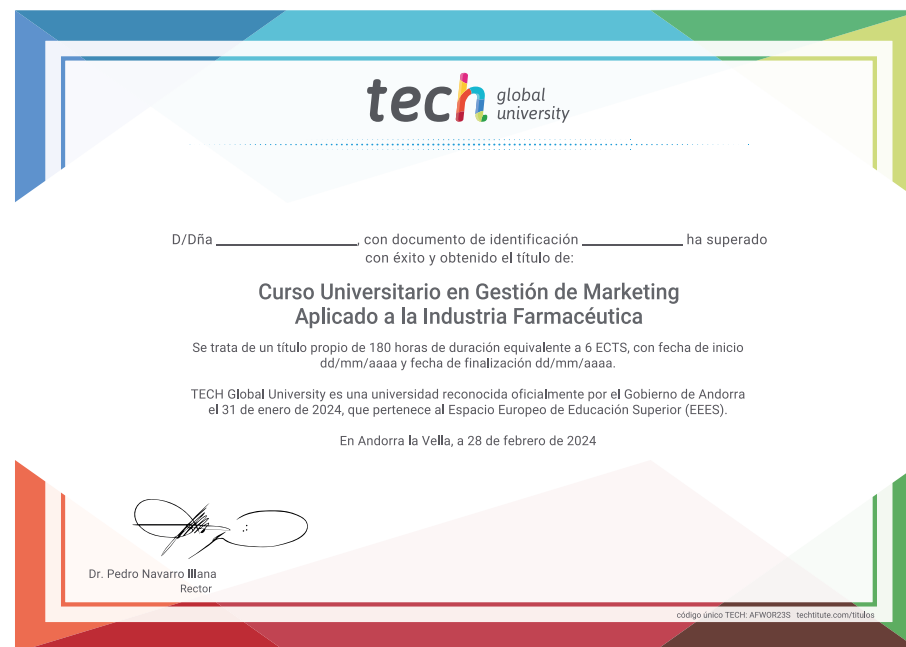 tech global university
D/Dña ____________________, con documento de identificación ______________ ha superado
con éxito y obtenido el título de:
Curso Universitario en Gestión de Marketing
Aplicado a la Industria Farmacéutica
Se trata de un título propio de 180 horas de duración equivalente a 6 ECTS, con fecha de inicio
dd/mm/aaaa y fecha de finalización dd/mm/aaaa.
TECH Global University es una universidad reconocida oficialmente por el Gobierno de Andorra
el 31 de enero de 2024, que pertenece al Espacio Europeo de Educación Superior (EEES).
En Andorra la Vella, a 28 de febrero de 2024
Dr. Pedro Navarro Illana
Rector
código único TECH: AFWOR23S techtitute.com/titulos